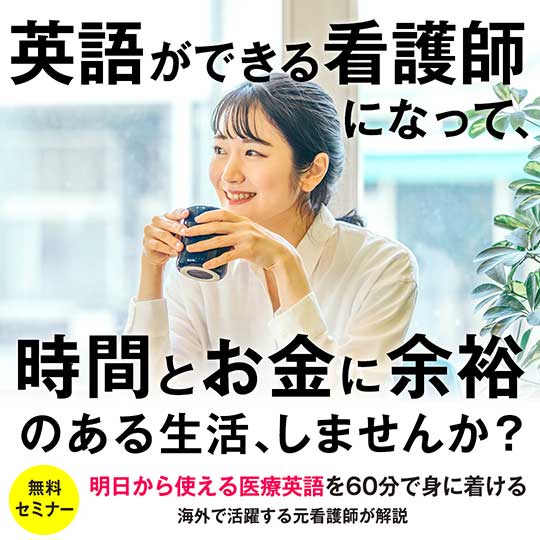 英語ができる看護師
になって、
時間とお金に余裕
のある生活、しませんか？
無料
セミナー
明日から使える医療英語を60分で身に着ける
海外で活躍する元看護師が解説